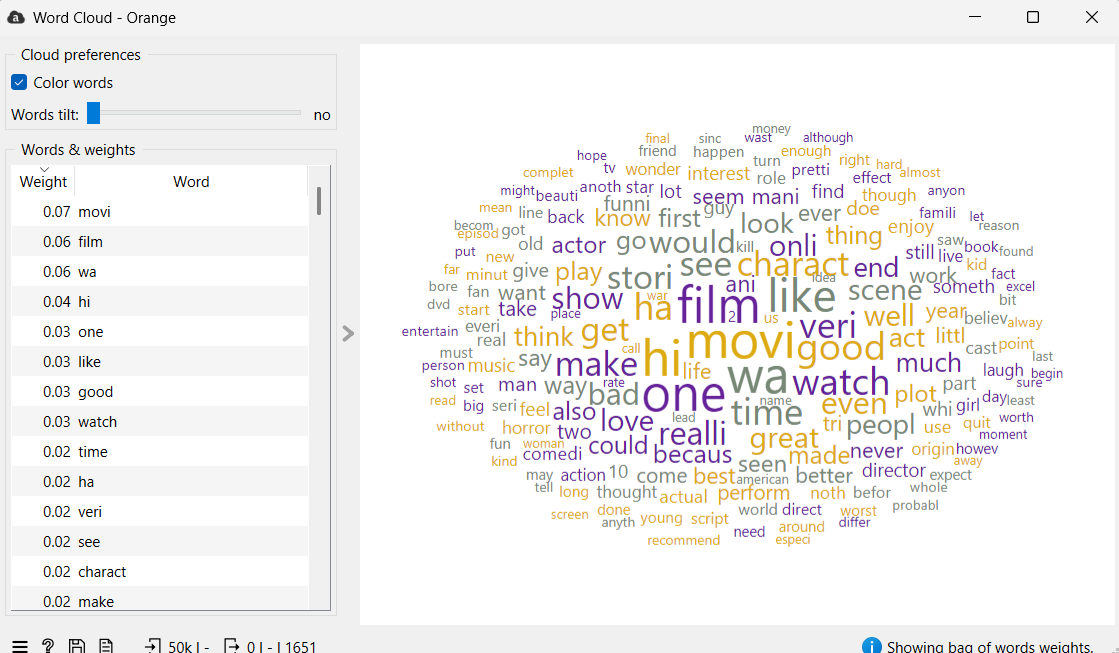 Word Cloud - Orange
Cloud preferences
Color words
Words tilt: no
Words & weights
Weight Word
0.07 movi
0.06 film
0.06 wa
0.04 hi
0.03 one
0.03 like
0.03 good
0.03 watch
0.02 time
0.02 ha
0.02 veri
0.02 see
0.02 charact
0.02 make
money
final sinc wast although
hope friend happen turn enough
complet tv wonder interest role pretti right hard almost
might beauti anoth star lot seem mani find effect though anyon
mean line back funni know first guy look ever doe famili let
becom episod got old actor go would kill onli thing enjoy reason
put new give play stori see charact end still live saw book found
far minut fan want show ani idea scene work kid fact
bore take ha war film like someth excel
dvd start place 2 us veri well year believ bit alway
entertain everi real think get movi good act littl cast point
must call hi life much last
person music say make wa watch laugh begin
shot set man way bad rate one name plot part day sure
read big seri feel also love lead time even whi girl least
without horror two realli tri peopl use quit worth
fun woman comedi could becaus great made never origin howev moment
kind may action 10 come best seen american better director expect away
tell long thought actual perform noth befor whole
screen done anyth young script world direct worst probabl
need around differ
recommend especi
50k | - 0 | - | 1651
Showing bag of words weights.